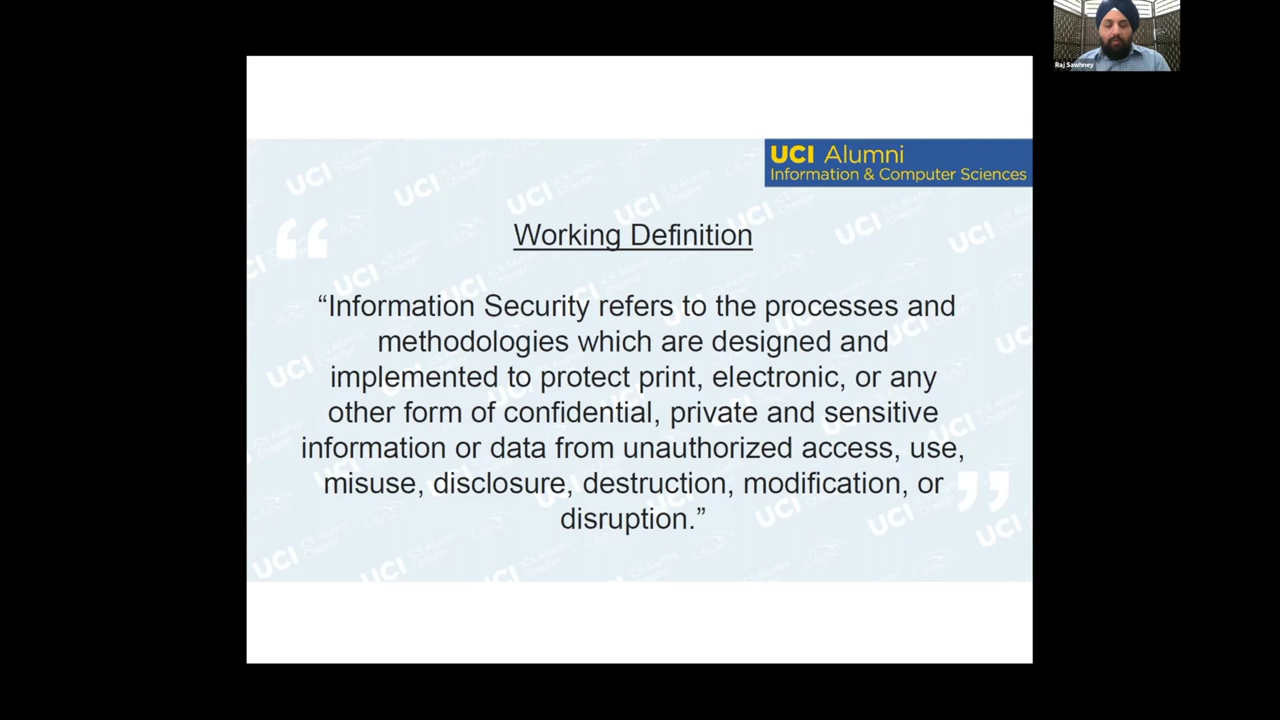 Raj Sawhney
UCI Alumni
Information & Computer Sciences
Working Definition
“Information Security refers to the processes and
methodologies which are designed and
implemented to protect print, electronic, or any
other form of confidential, private and sensitive
information or data from unauthorized access, use,
misuse, disclosure, destruction, modification, or
disruption.”